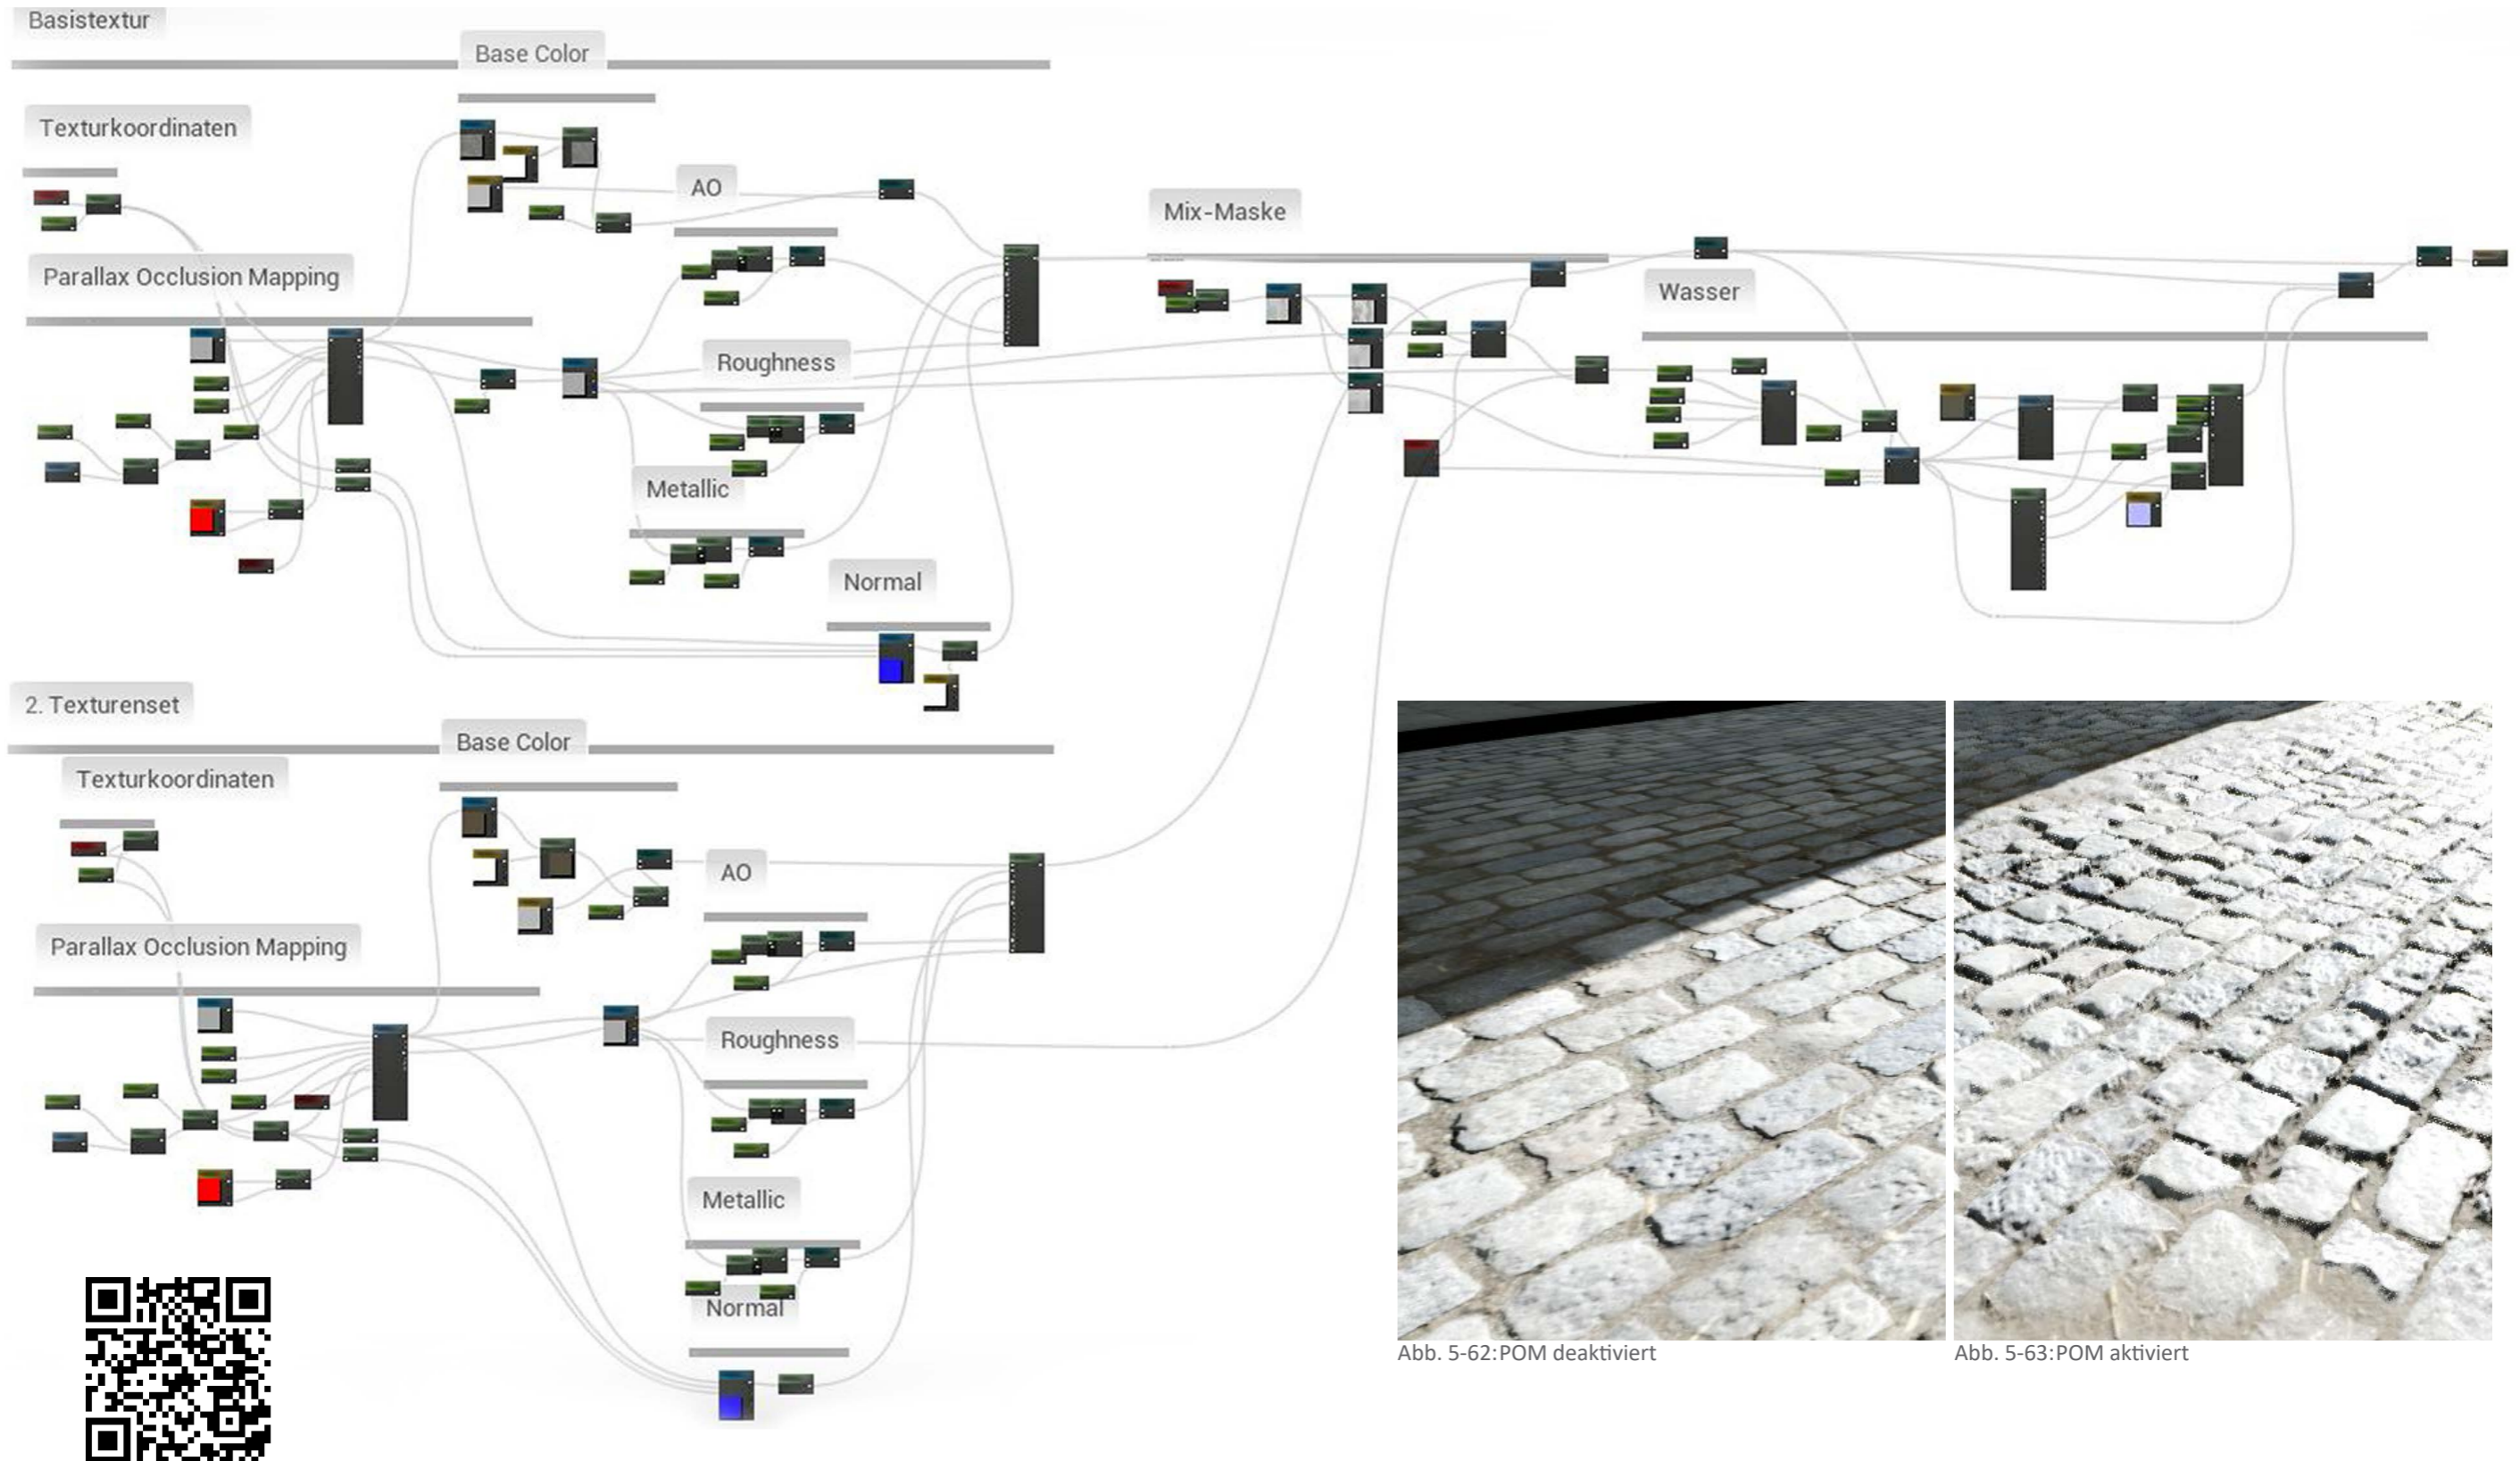 Basistextur
Base Color
Texturkoordinaten
AO
Mix-Maske
Parallax Occlusion Mapping
Wasser
Roughness
Metallic
Normal
2. Texturenset
Base Color
Texturkoordinaten
AO
Parallax Occlusion Mapping
Roughness
Metallic
Normal
Abb. 5-62:POM deaktiviert
Abb. 5-63:POM aktiviert